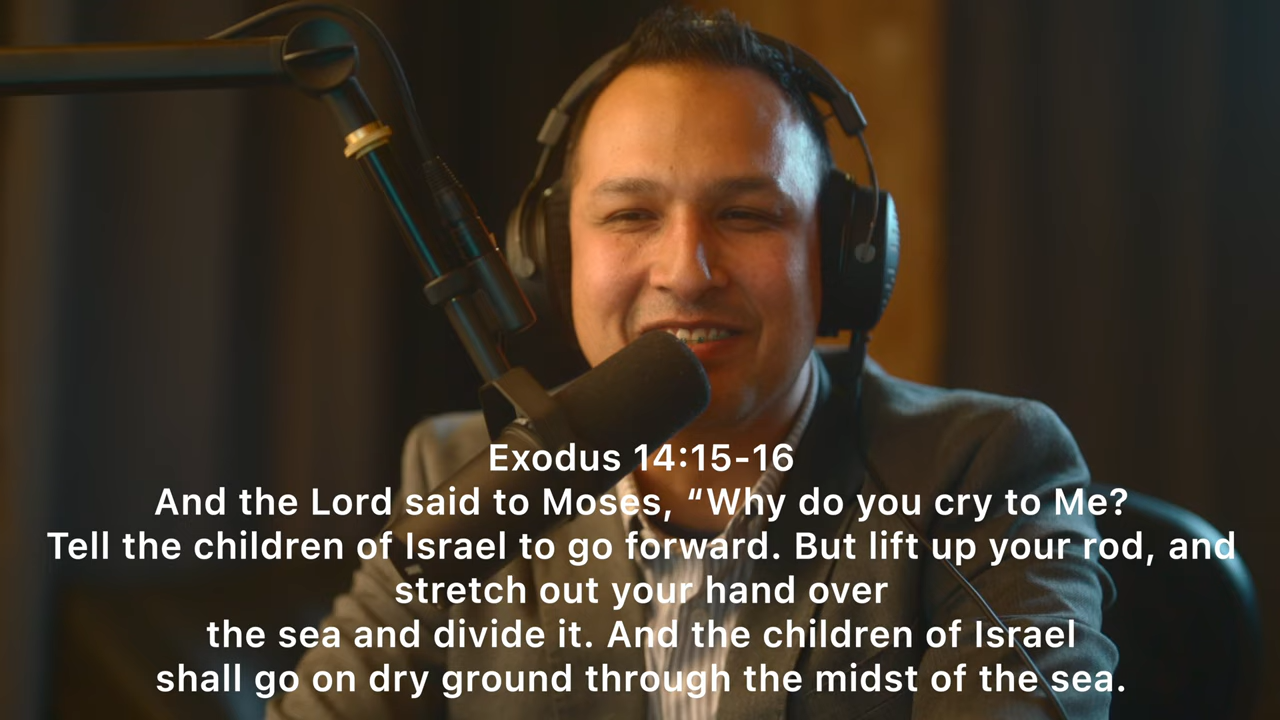 Exodus 14:15-16
And the Lord said to Moses, “Why do you cry to Me?
Tell the children of Israel to go forward. But lift up your rod, and
stretch out your hand over
the sea and divide it. And the children of Israel
shall go on dry ground through the midst of the sea.